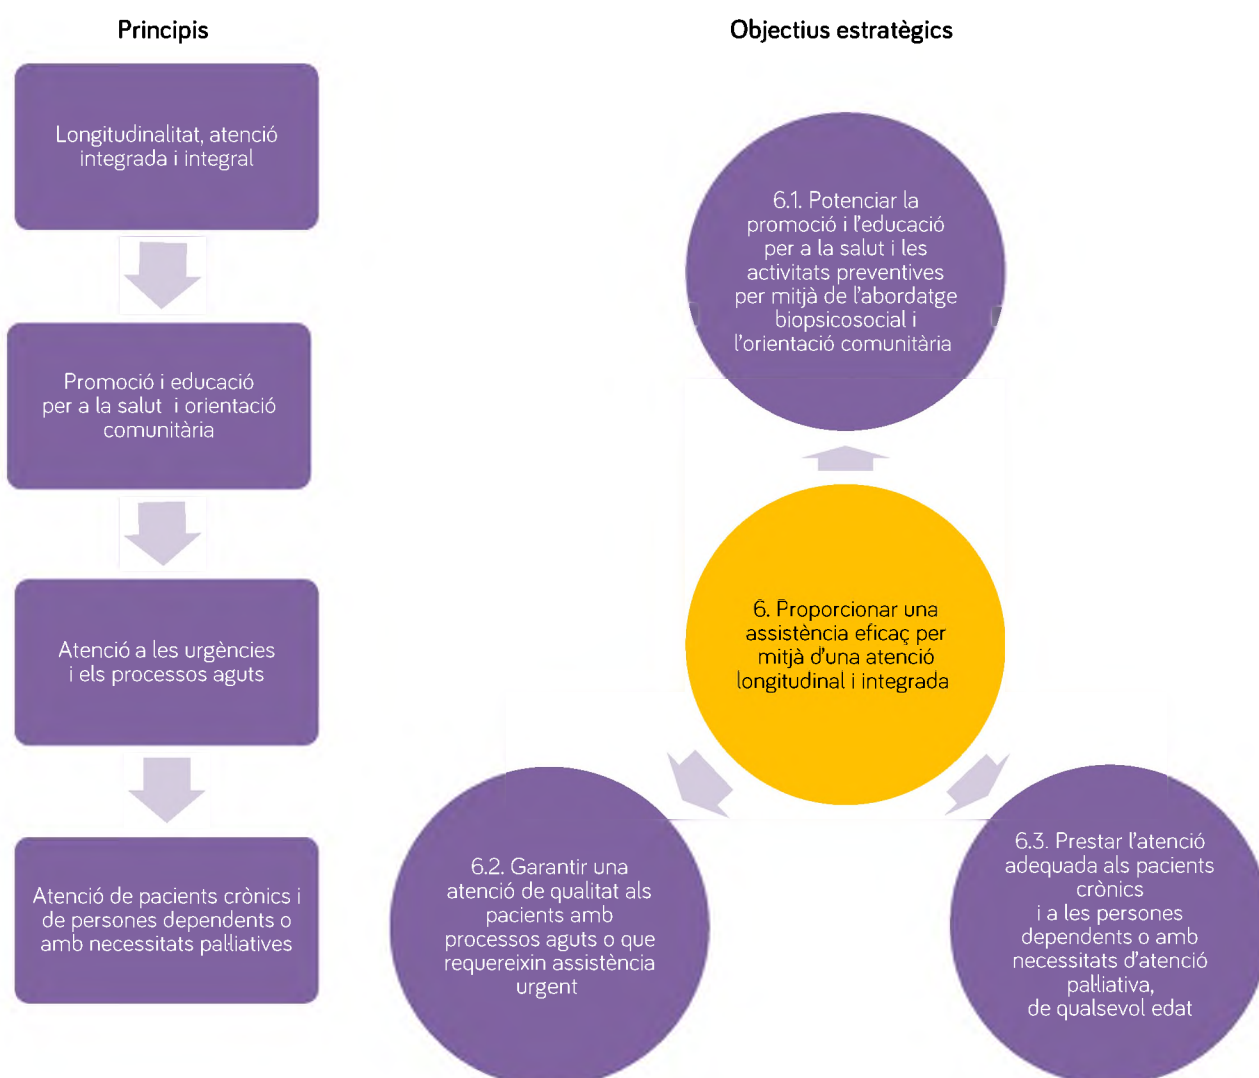 Principis
Longitudinalitat, atenció
integrada i integral
Promoció i educació
per a la salut i orientació
comunitària
Atenció a les urgències
i els processos aguts
Atenció de pacients crònics i
de persones dependents o
amb necessitats pal·liatives
Objectius estratègics
6.1. Potenciar la
promoció i l'educació
per a la salut i les
activitats preventives
per mitjà de l'abordatge
biopsicosocial i
l'orientació comunitària
6. Proporcionar una
assistència eficaç per
mitjà d'una atenció
longitudinal i integrada
6.2. Garantir una
atenció de qualitat als
pacients amb
processos aguts o que
requereixin assistència
urgent
6.3. Prestar l'atenció
adequada als pacients
crònics
i a les persones
dependents o amb
necessitats d'atenció
pal·liativa,
de qualsevol edat